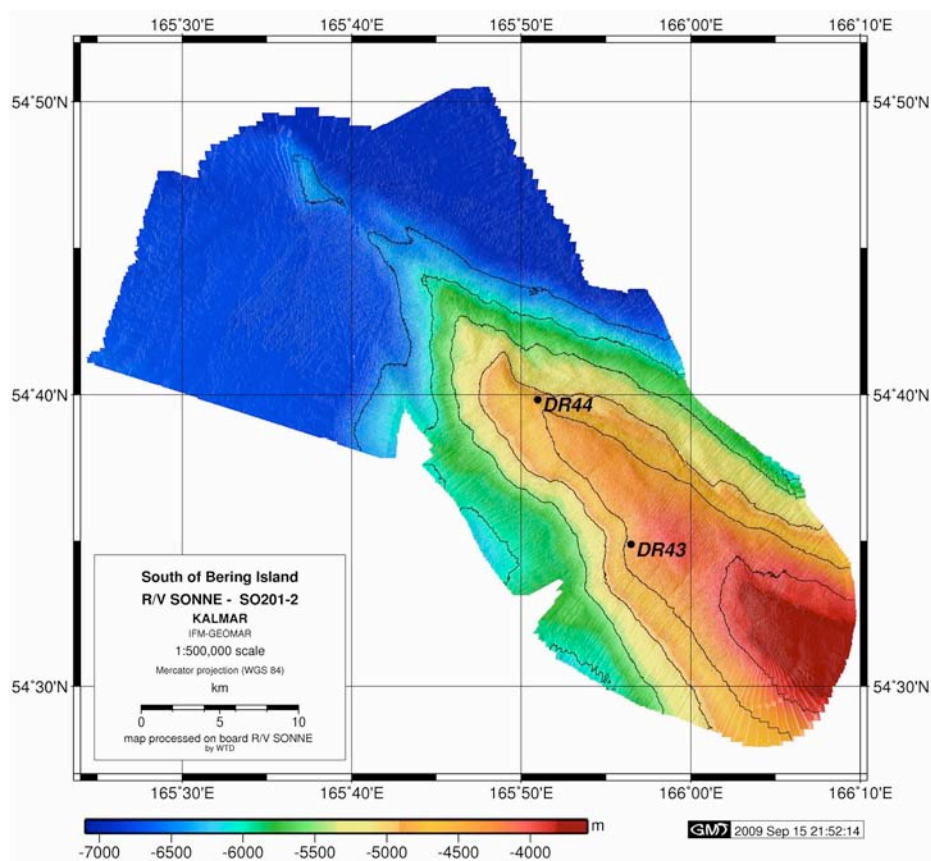 165˚30'E 165˚40'E 165˚50'E 166˚00'E 166˚10'E
54˚50'N 54˚50'N
54˚40'N 54˚40'N
DR44
DR43
54˚30'N 54˚30'N
South of Bering Island
R/V SONNE - SO201-2
KALMAR
IFM-GEOMAR
1:500,000 scale
Mercator projection (WGS 84)
km
0 5 10
map processed on board R/V SONNE
by WTD
165˚30'E 165˚40'E 165˚50'E 166˚00'E 166˚10'E
m
-7000 -6500 -6000 -5500 -5000 -4500 -4000
GMT 2009 Sep 15 21:52:14